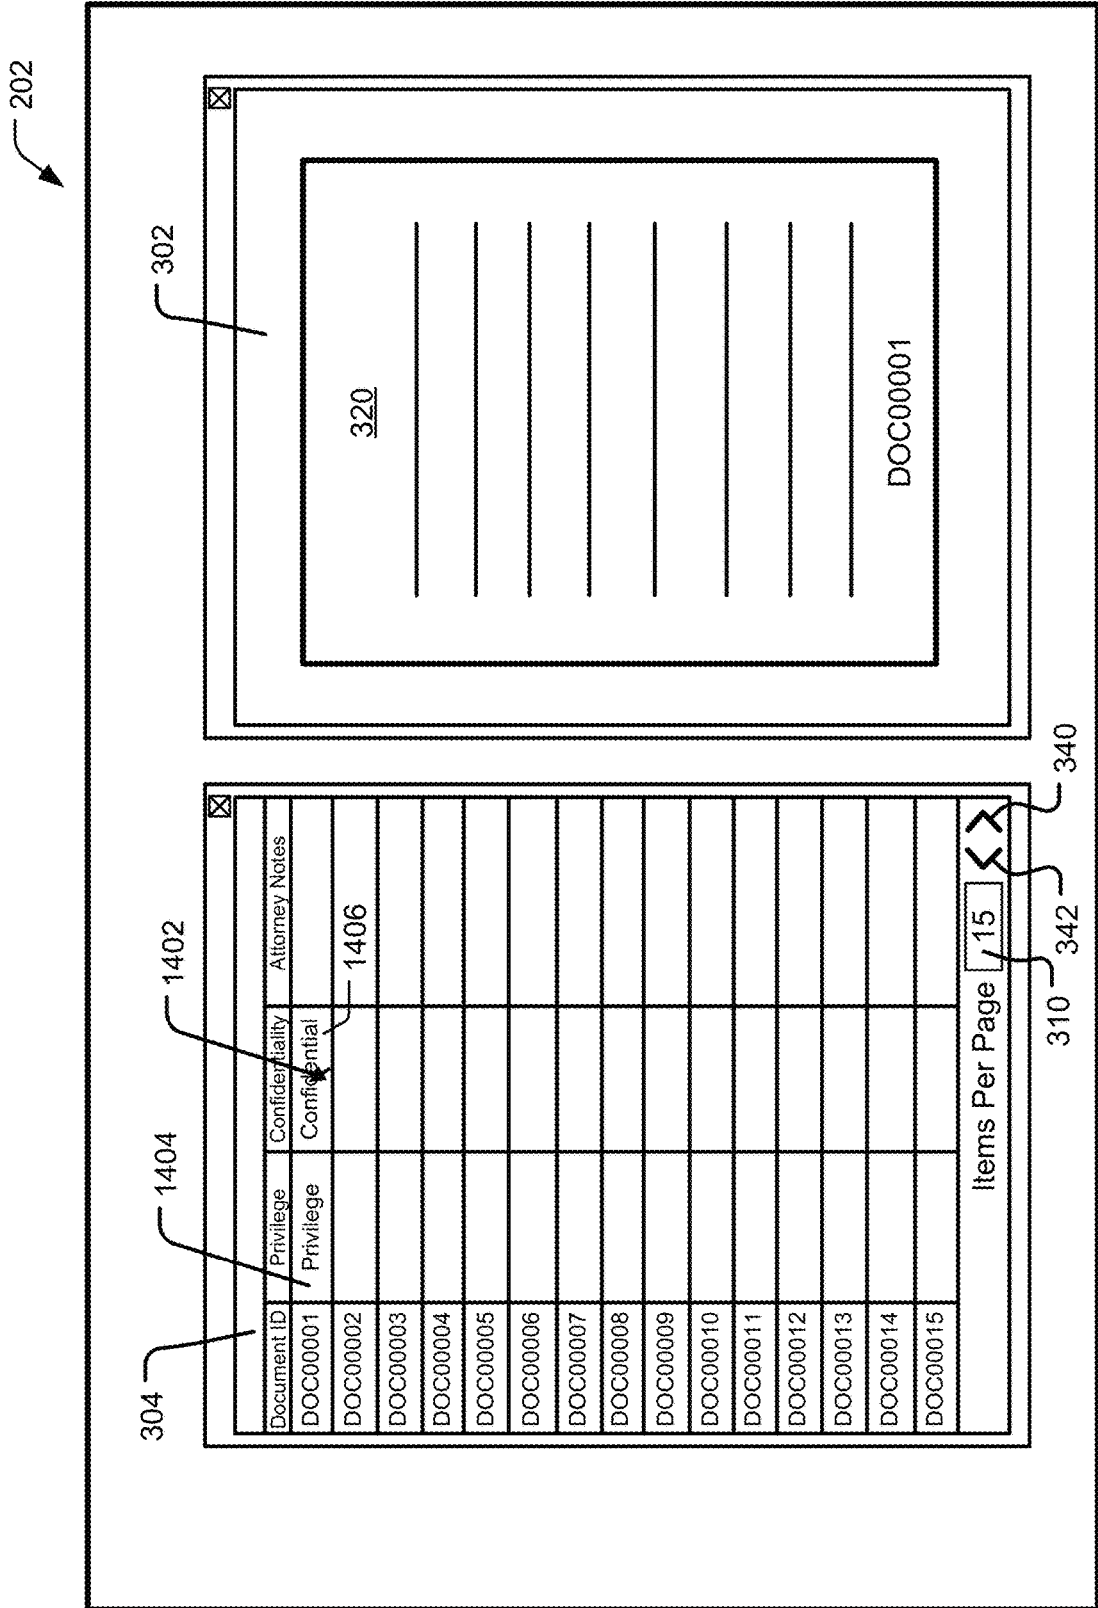 202
304
1404
1402
302
Document ID Privilege Confidentiality Attorney Notes
DOC00001 Privilege Confidential
1406
DOC00002
DOC00003
DOC00004
DOC00005
DOC00006
DOC00007
DOC00008
DOC00009
DOC00010
DOC00011
DOC00012
DOC00013
DOC00014
DOC00015
Items Per Page 15 < >
310
342
340
320
DOC00001